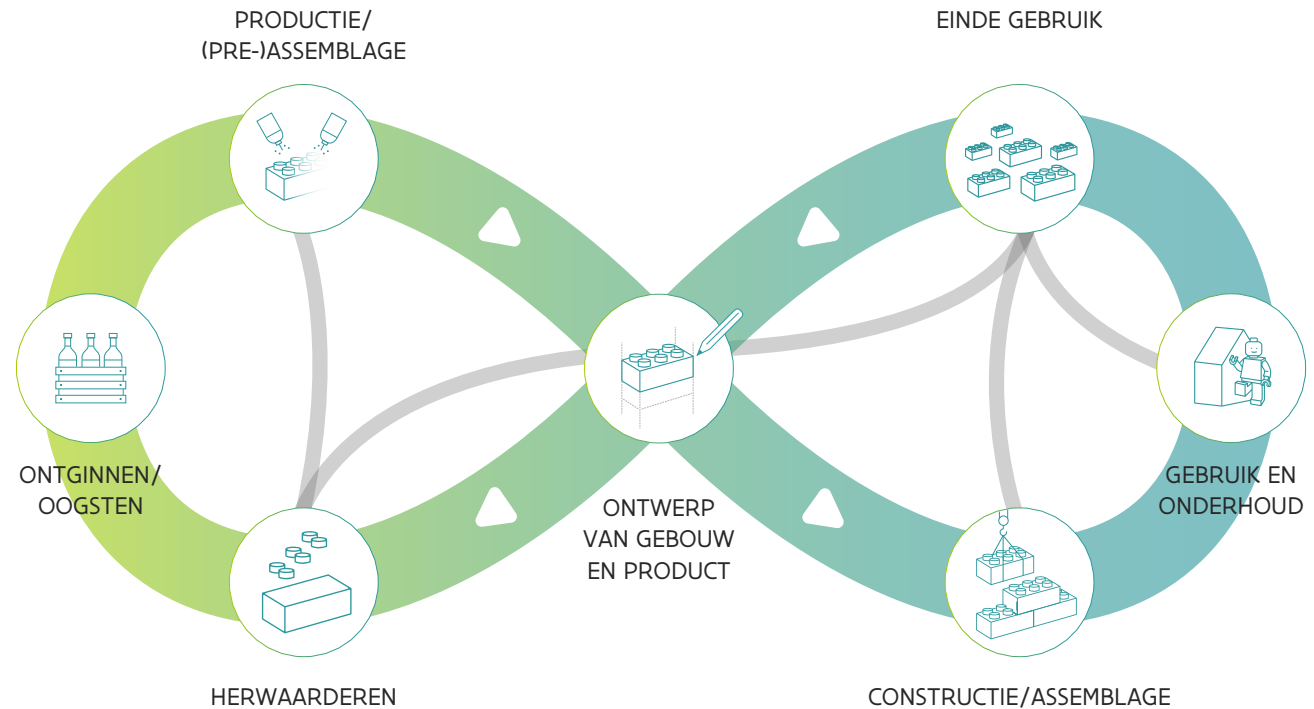 PRODUCTIE/
(PRE-)ASSEMBLAGE
EINDE GEBRUIK
ONTGINNEN/
OOGSTEN
ONTWERP
VAN GEBOUW
EN PRODUCT
GEBRUIK EN
ONDERHOUD
HERWAARDEREN
CONSTRUCTIE/ASSEMBLAGE